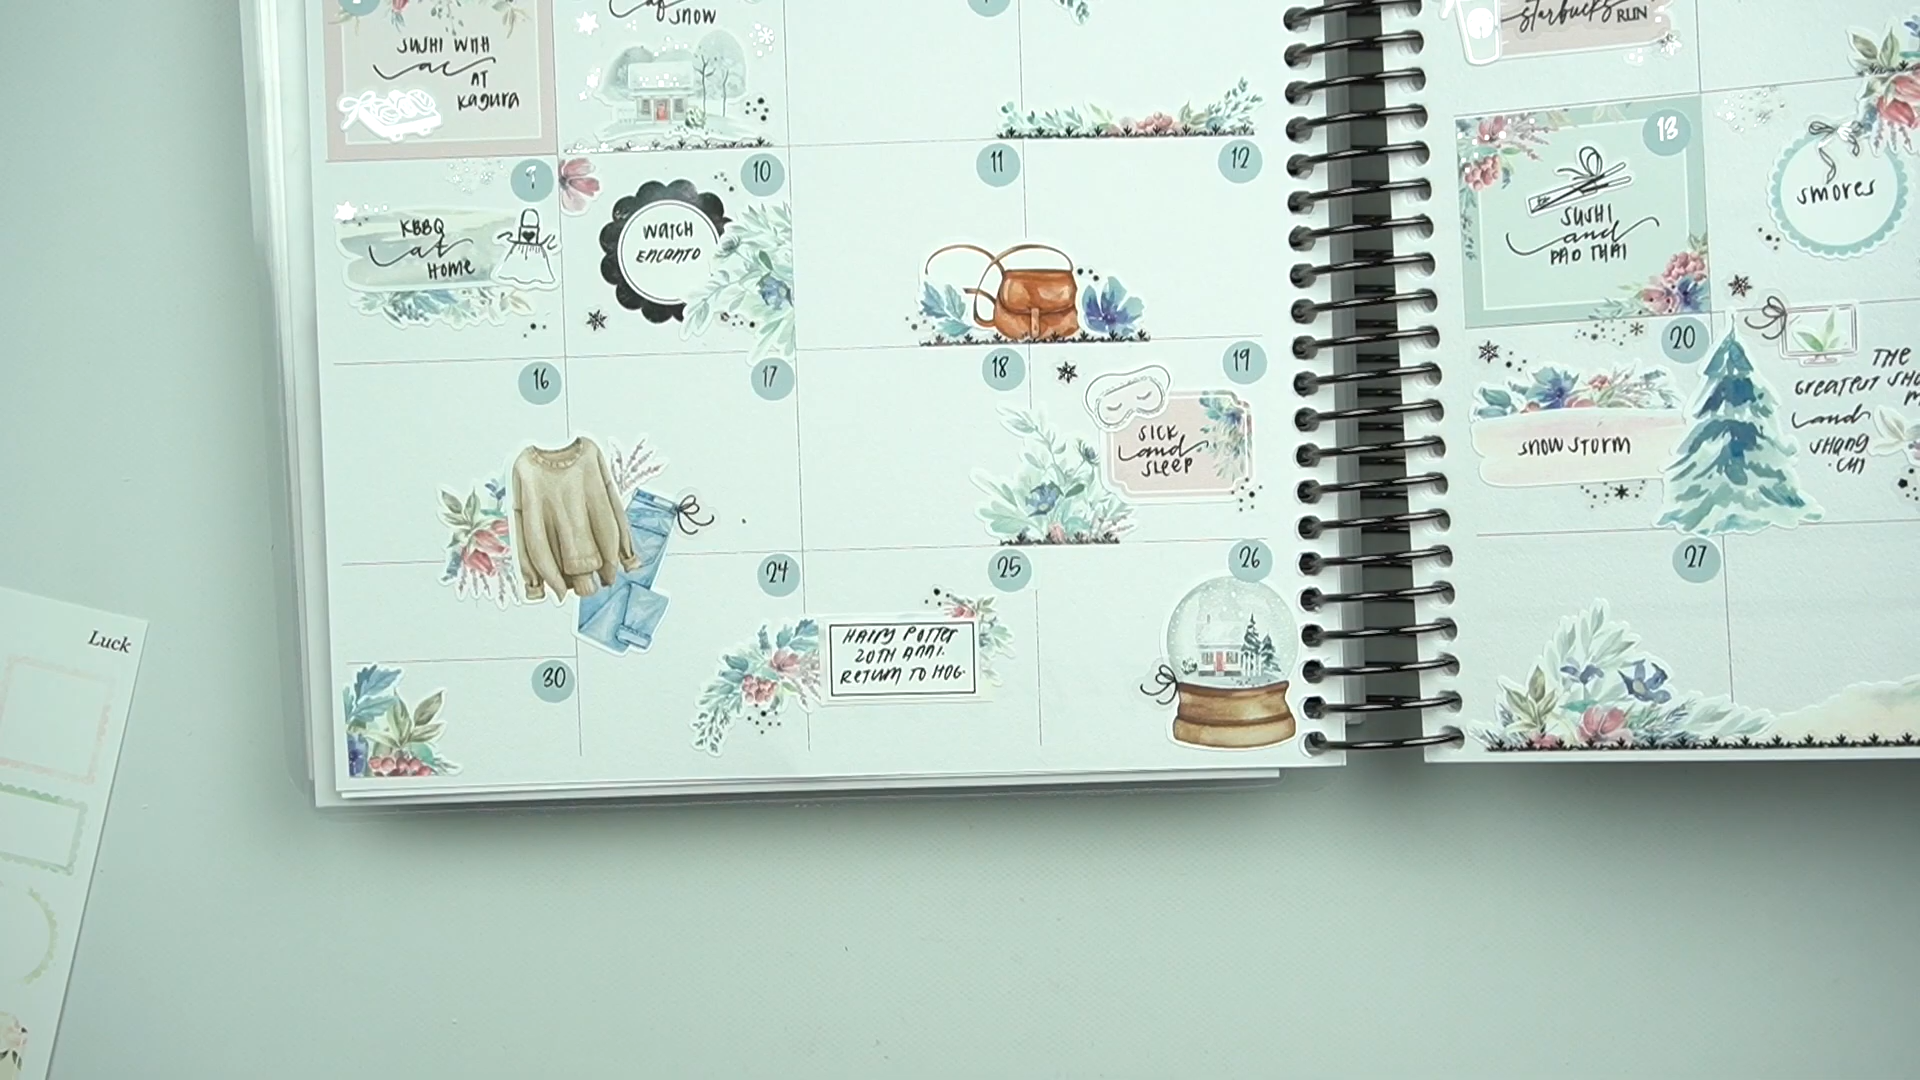 SUSHI WITH
AT
KAGURA
OF SNOW
STARBUCKS RUN
9
KBBQ
at
HOME
10
WATCH
ENCANTO
11
12
13
SUSHI
and
PAD THAI
smores
16
17
18
19
SICK
and
SLEEP
20
SNOW STORM
THE
GREATEST SHO
and
SHANG
-CHI
24
25
HARRY POTTER
20TH ANNI.
RETURN TO HOG.
26
27
30
Luck